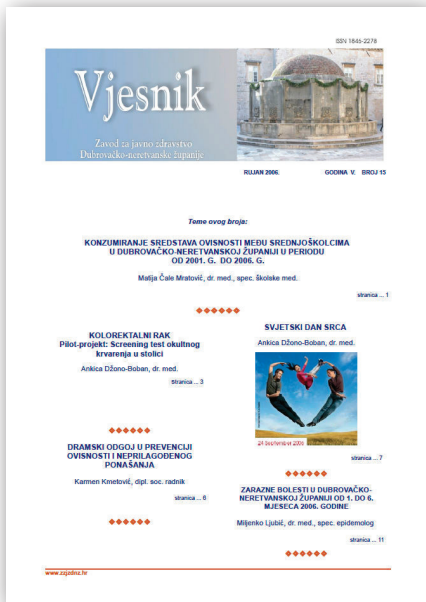 ISSN 1845-2278
Vjesnik
Zavod za javno zdravstvo
Dubrovačko-neretvanske županije
RUJAN 2006. GODINA V. BROJ 15
Teme ovog broja:
KONZUMIRANJE SREDSTAVA OVISNOSTI MEĐU SREDNJOŠKOLCIMA
U DUBROVAČKO-NERETVANSKOJ ŽUPANIJI U PERIODU
OD 2001. G. DO 2006. G.
Matija Čale Mratović, dr. med., spec. školske med.
stranica ... 1
KOLOREKTALNI RAK
Pilot-projekt: Screening test okultnog
krvarenja u stolici
Ankica Džono-Boban, dr. med.
Stranica ... 3
DRAMSKI ODGOJ U PREVENCIJI
OVISNOSTI I NEPRILAGOĐENOG
PONAŠANJA
Karmen Kmetović, dipl. soc. radnik
stranica ... 6
SVJETSKI DAN SRCA
Ankica Džono-Boban, dr. med.
24 September 2006
stranica ... 7
ZARAZNE BOLESTI U DUBROVAČKO-
NERETVANSKOJ ŽUPANIJI OD 1. DO 6.
MJESECA 2006. GODINE
Miljenko Ljubić, dr. med., spec. epidemolog
stranica ... 11
www.zzjzdnz.hr